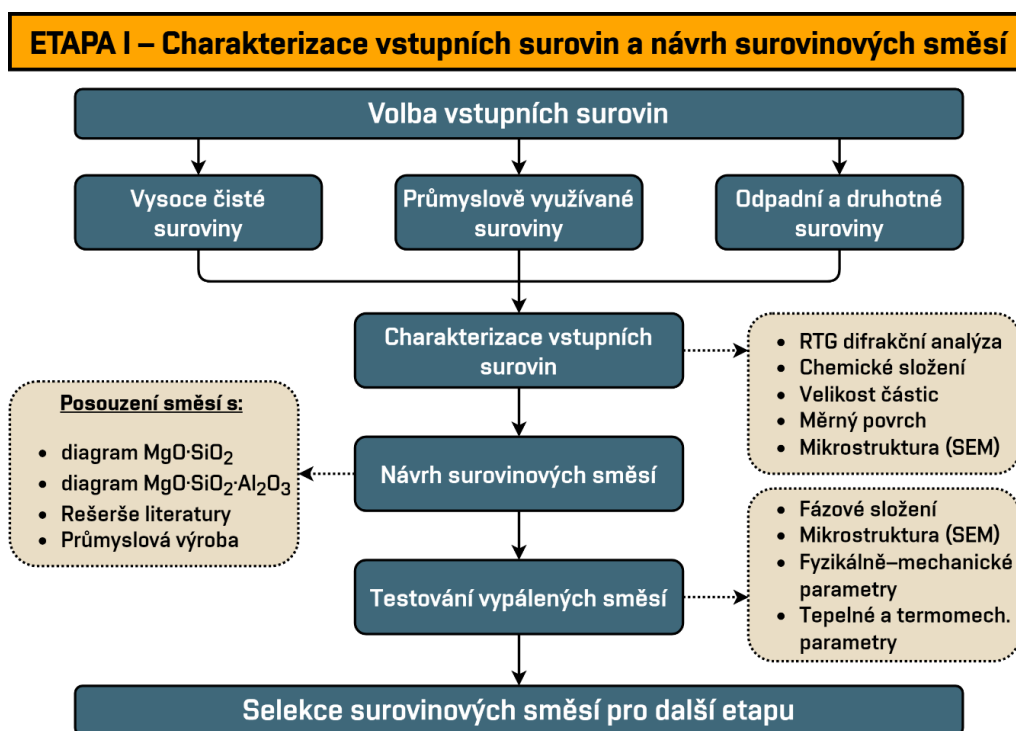 ETAPA I – Charakterizace vstupních surovin a návrh surovinových směsí
Volba vstupních surovin
Vysoce čisté
suroviny
Průmyslově využívané
suroviny
Odpadní a druhotné
suroviny
Charakterizace vstupních
surovin
• RTG difrakční analýza
• Chemické složení
• Velikost částic
• Měrný povrch
• Mikrostruktura (SEM)
Posouzení směsí s:
• diagram MgO·SiO₂
• diagram MgO·SiO₂·Al₂O₃
• Rešerše literatury
• Průmyslová výroba
Návrh surovinových směsí
Testování vypálených směsí
• Fázové složení
• Mikrostruktura (SEM)
• Fyzikálně–mechanické
parametry
• Tepelné a termomech.
parametry
Selekce surovinových směsí pro další etapu